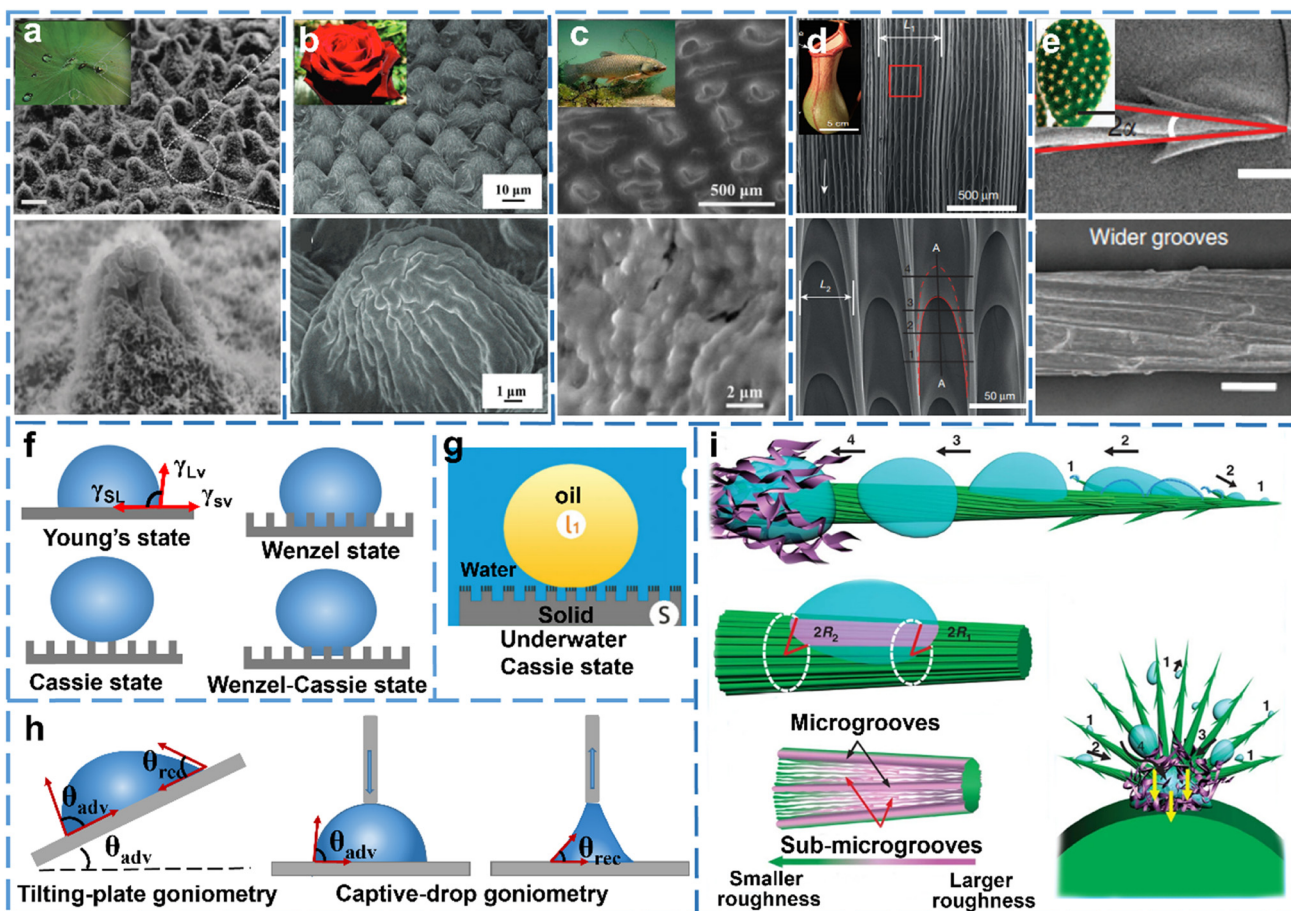 a
b
10 µm
1 µm
c
500 µm
2 µm
d
5 cm
L1
500 µm
A
4
L2
3
2
1
A
50 µm
e
2α
Wider grooves
f
γLv
γSL
γsv
Young's state
Wenzel state
Cassie state
Wenzel-Cassie state
g
oil
l1
Water
Solid
S
Underwater
Cassie state
h
θrec
θadv
θadv
Tilting-plate goniometry
θadv
θrec
Captive-drop goniometry
i
4
3
2
1
2
1
2R2
2R1
Microgrooves
Sub-microgrooves
Smaller
roughness
Larger
roughness
1
1
1
1
2
4
3
1